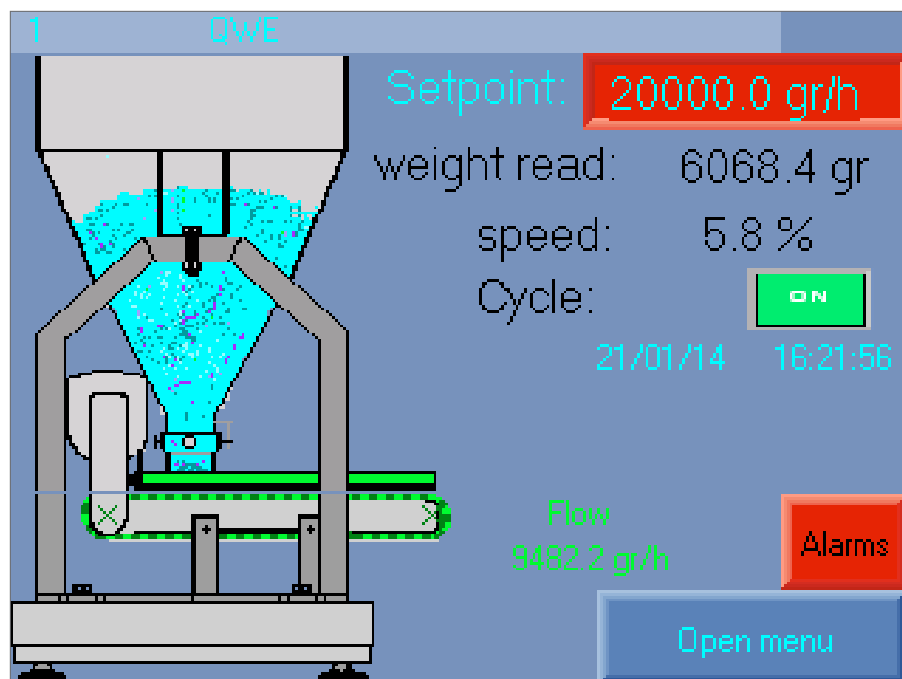 1 QWE
Setpoint: 20000.0 gr/h
weight read: 6068.4 gr
speed: 5.8 %
Cycle: ON
21/01/14 16:21:56
Flow
9482.2 gr/h
Alarms
Open menu